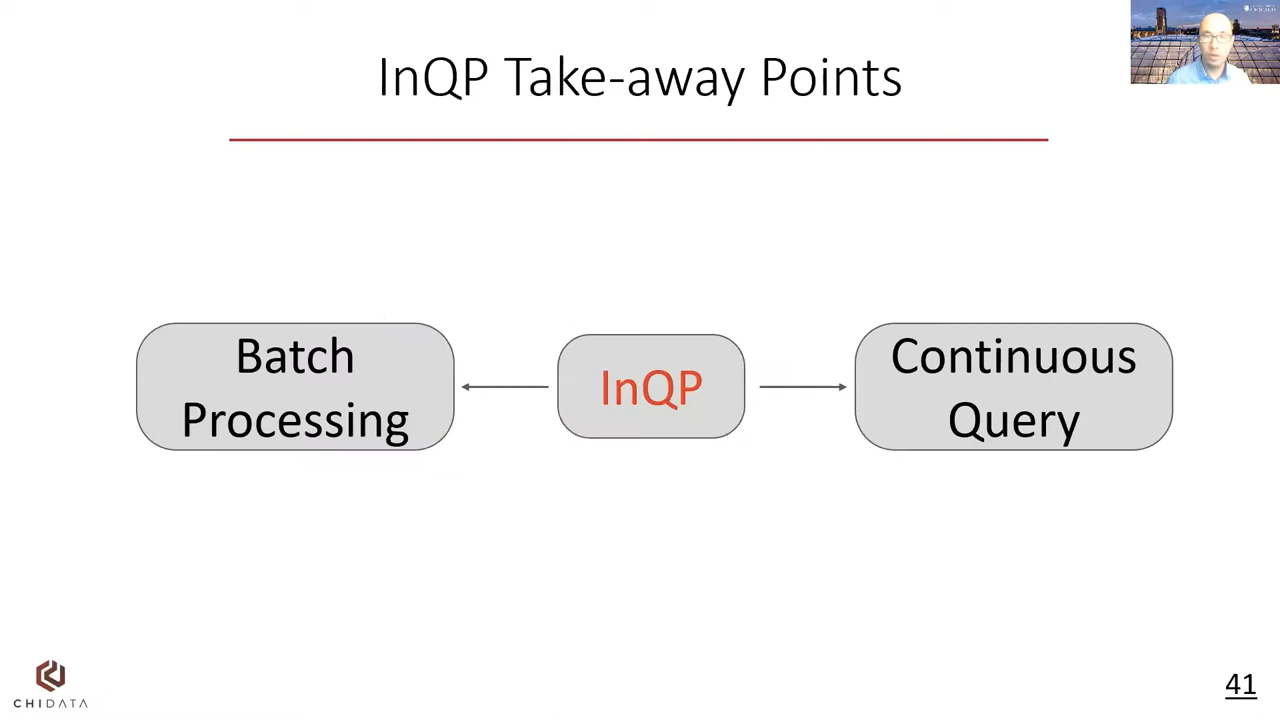 InQP Take-away Points
Batch
Processing
InQP
Continuous
Query
CHIDATA
41